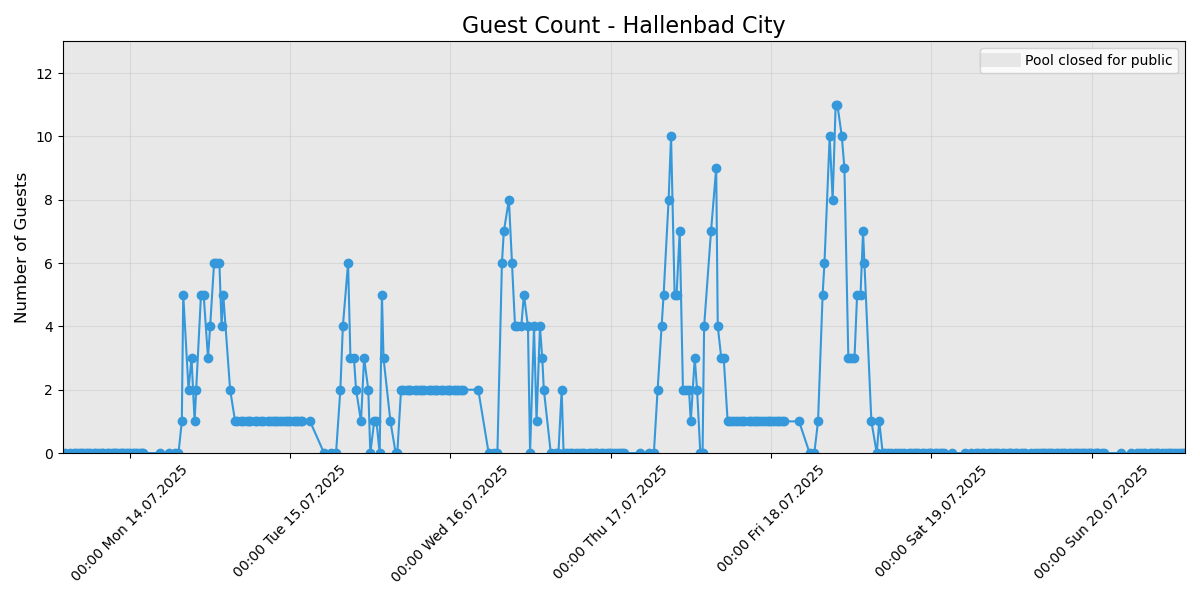 Guest Count - Hallenbad City
Pool closed for public
Number of Guests
12
10
8
6
4
2
0
00:00 Mon 14.07.2025
00:00 Tue 15.07.2025
00:00 Wed 16.07.2025
00:00 Thu 17.07.2025
00:00 Fri 18.07.2025
00:00 Sat 19.07.2025
00:00 Sun 20.07.2025